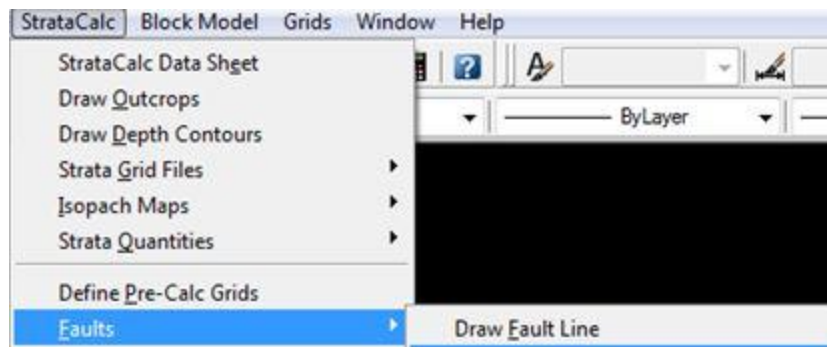 StrataCalc Block Model Grids Window Help
StrataCalc Data Sheet
Draw Outcrops
ByLayer
Draw Depth Contours
Strata Grid Files
Isopach Maps
Strata Quantities
Define Pre-Calc Grids
Faults
Draw Fault Line